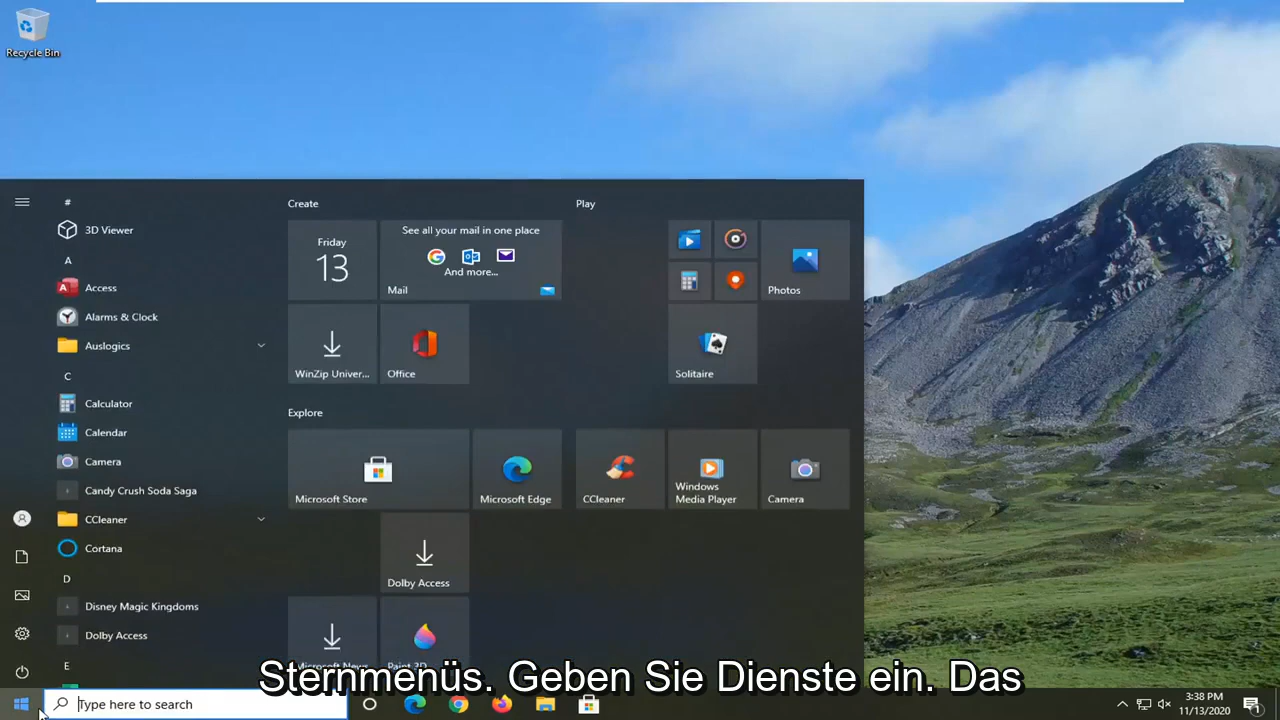 Recycle Bin
#
3D Viewer
A
Access
Alarms & Clock
Auslogics
C
Calculator
Calendar
Camera
Candy Crush Soda Saga
CCleaner
Cortana
D
Disney Magic Kingdoms
Dolby Access
E
Create
Friday
13
See all your mail in one place
And more...
Mail
WinZip Univer...
Office
Explore
Microsoft Store
Microsoft Edge
Dolby Access
Microsoft News
Paint 3D
Play
Photos
Solitaire
CCleaner
Windows
Media Player
Camera
Sternmenüs. Geben Sie Dienste ein. Das
Type here to search
3:38 PM
11/13/2020
1